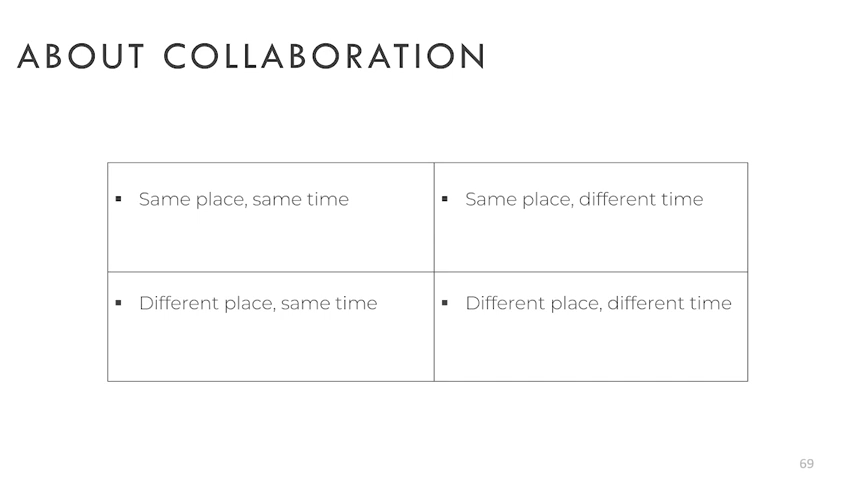 ABOUT COLLABORATION
▪ Same place, same time
▪ Same place, different time
▪ Different place, same time
▪ Different place, different time
69